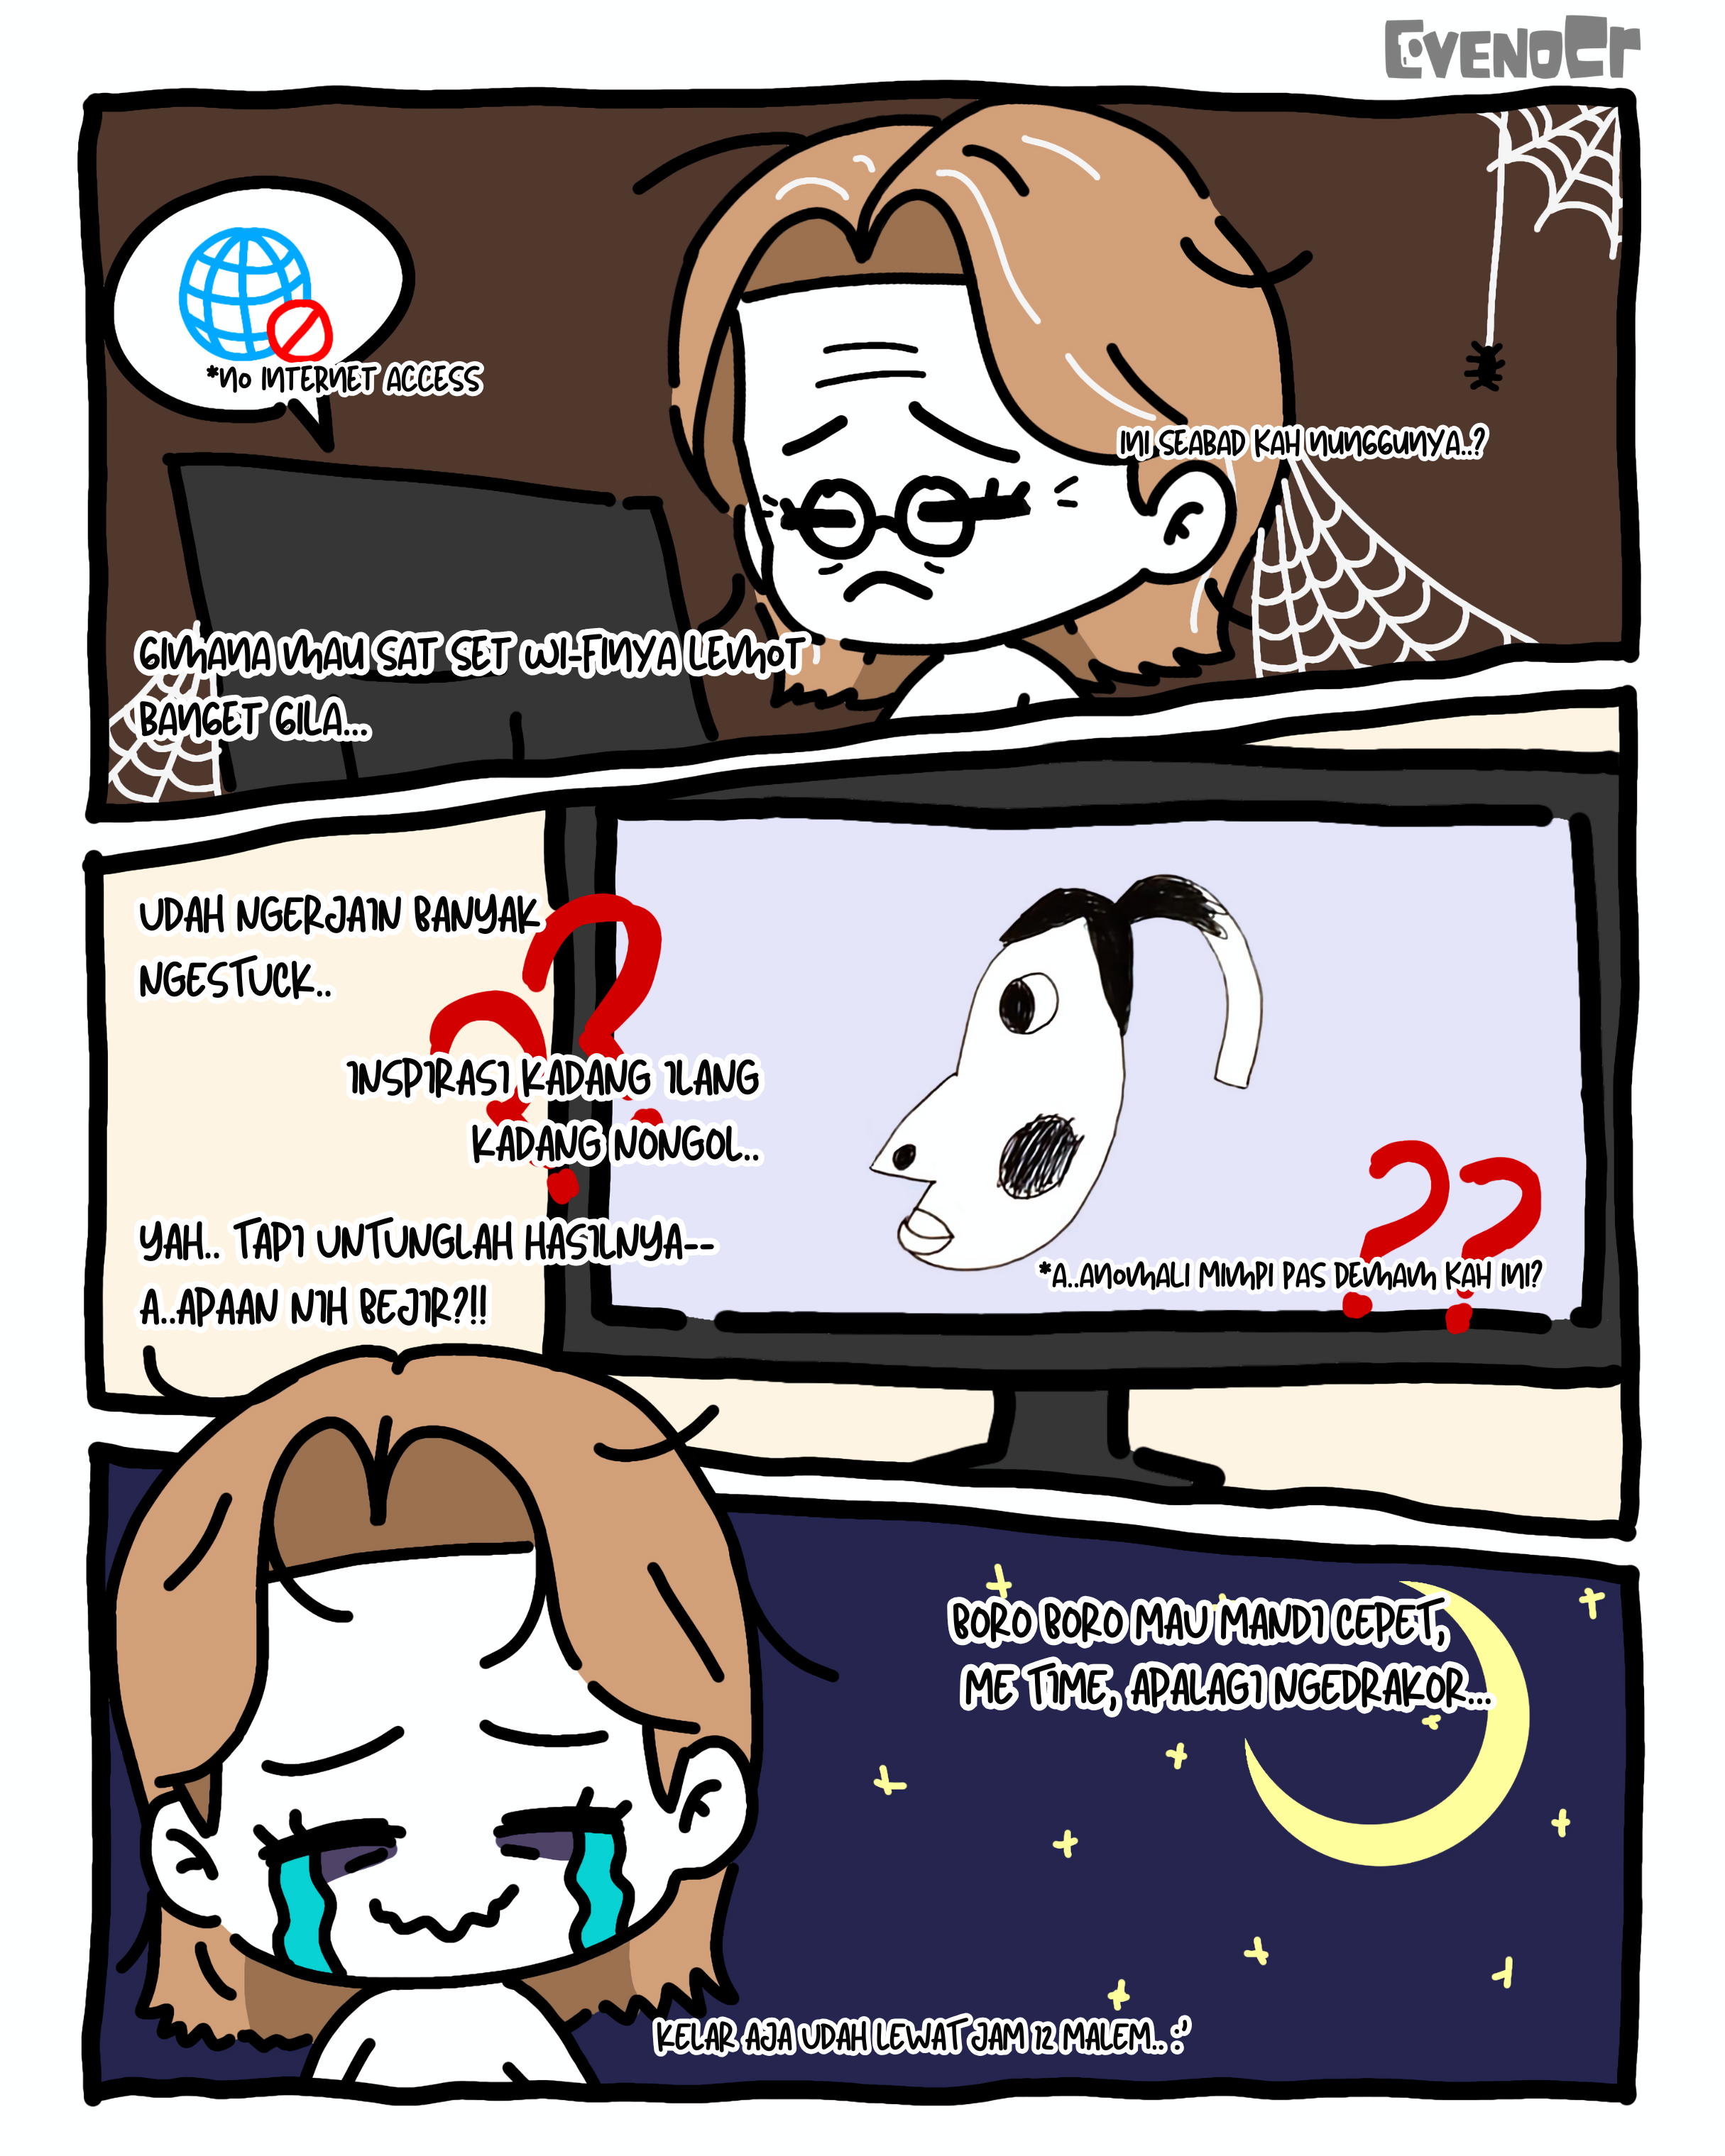 EVENOCr
*NO INTERNET ACCESS
INI SEABAD KAH NUNGGUNYA..?
GIMANA MAU SAT SET WI-FINYA LEMOT
BANGET GILA...
UDAH NGERJAIN BANYAK
NGESTUCK..
INSPIRASI KADANG ILANG
KADANG NONGOL..
YAH.. TAPI UNTUNGLAH HASILNYA--
A..APAAN NIH BEJIR?!!
??
??
*A..ANOMALI MIMPI PAS DEMAM KAH INI?
BORO BORO MAU MANDI CEPET,
ME TIME, APALAGI NGEDRAKOR...
KELAR AJA UDAH LEWAT JAM 12 MALEM.. :'